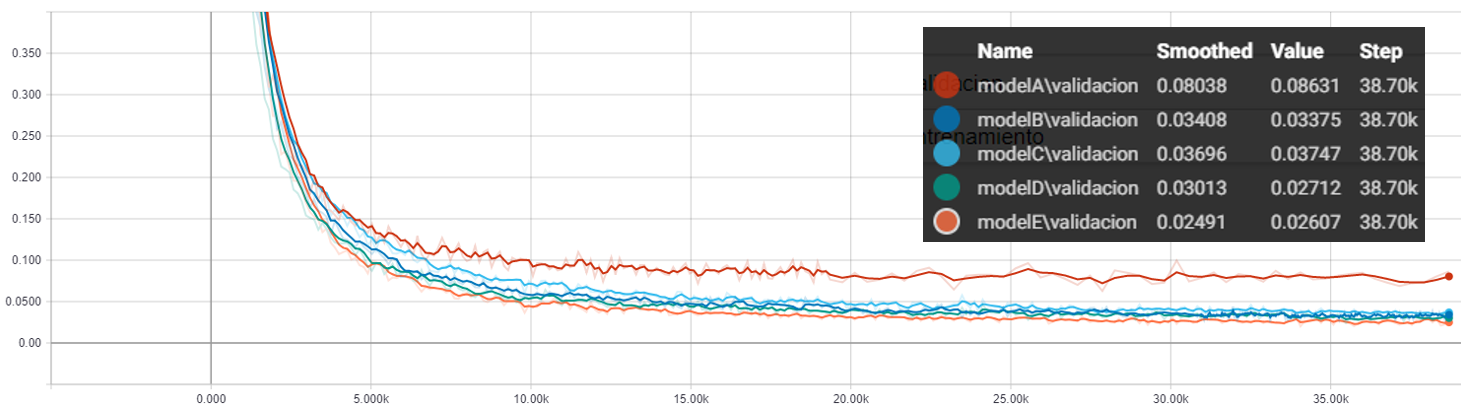 Name Smoothed Value Step
modelA\validacion 0.08038 0.08631 38.70k
modelB\validacion 0.03408 0.03375 38.70k
modelC\validacion 0.03696 0.03747 38.70k
modelD\validacion 0.03013 0.02712 38.70k
modelE\validacion 0.02491 0.02607 38.70k
0.350
0.300
0.250
0.200
0.150
0.100
0.0500
0.00
0.000 5.000k 10.00k 15.00k 20.00k 25.00k 30.00k 35.00k